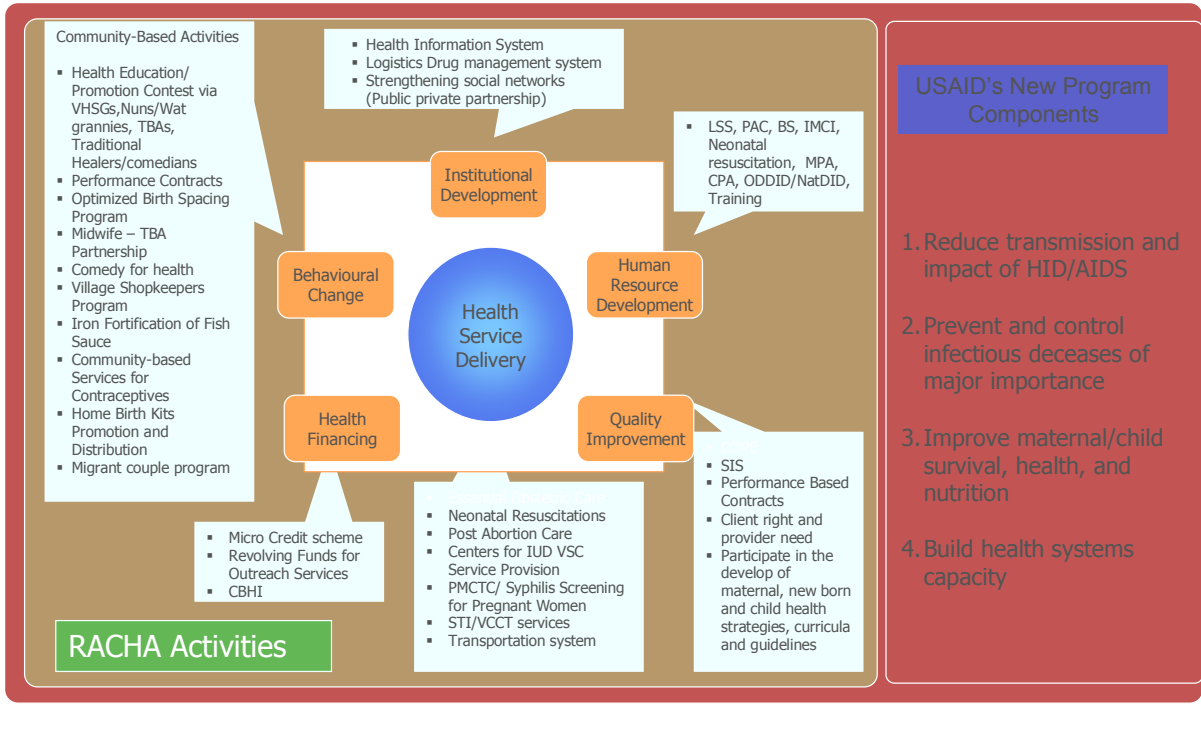 Community-Based Activities
▪ Health Education/
Promotion Contest via
VHSGs,Nuns/Wat
grannies, TBAs,
Traditional
Healers/comedians
▪ Performance Contracts
▪ Optimized Birth Spacing
Program
▪ Midwife – TBA
Partnership
▪ Comedy for health
▪ Village Shopkeepers
Program
▪ Iron Fortification of Fish
Sauce
▪ Community-based
Services for
Contraceptives
▪ Home Birth Kits
Promotion and
Distribution
▪ Migrant couple program
▪ Health Information System
▪ Logistics Drug management system
▪ Strengthening social networks
(Public private partnership)
▪ LSS, PAC, BS, IMCI,
Neonatal
resuscitation, MPA,
CPA, ODDID/NatDID,
Training
Institutional
Development
Behavioural
Change
Human
Resource
Development
Health
Service
Delivery
Health
Financing
Quality
Improvement
▪ Micro Credit scheme
▪ Revolving Funds for
Outreach Services
▪ CBHI
▪ Neonatal Resuscitations
▪ Post Abortion Care
▪ Centers for IUD VSC
Service Provision
▪ PMCTC/ Syphilis Screening
for Pregnant Women
▪ STI/VCCT services
▪ Transportation system
▪ SIS
▪ Performance Based
Contracts
▪ Client right and
provider need
▪ Participate in the
develop of
maternal, new born
and child health
strategies, curricula
and guidelines
RACHA Activities
USAID's New Program
Components
1. Reduce transmission and
impact of HID/AIDS
2. Prevent and control
infectious deceases of
major importance
3. Improve maternal/child
survival, health, and
nutrition
4. Build health systems
capacity